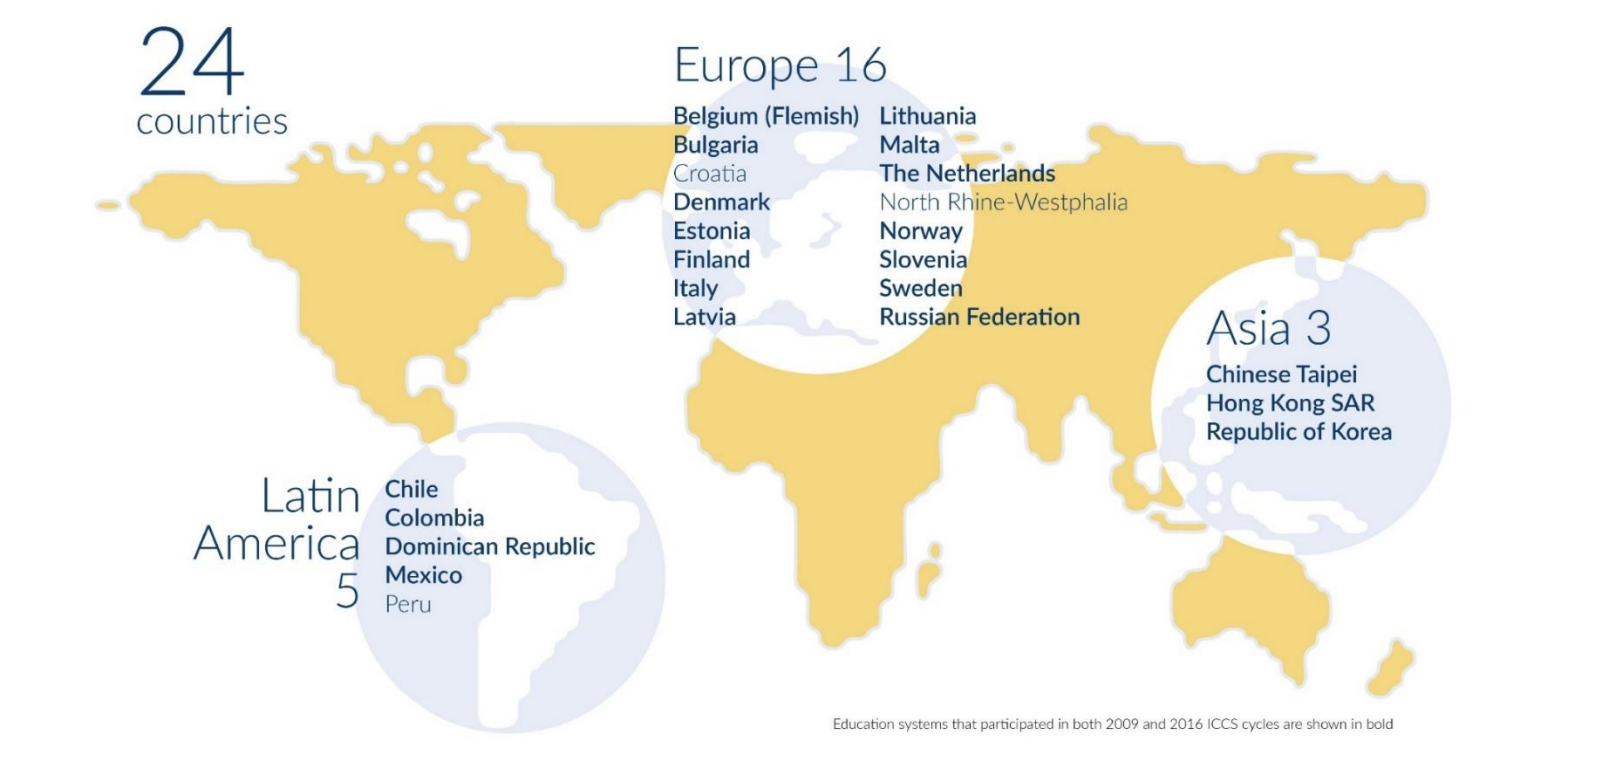 24
countries
Europe 16
Belgium (Flemish)
Bulgaria
Croatia
Denmark
Estonia
Finland
Italy
Latvia
Lithuania
Malta
The Netherlands
North Rhine-Westphalia
Norway
Slovenia
Sweden
Russian Federation
Asia 3
Chinese Taipei
Hong Kong SAR
Republic of Korea
Latin
America
5
Chile
Colombia
Dominican Republic
Mexico
Peru
Education systems that participated in both 2009 and 2016 ICCS cycles are shown in bold